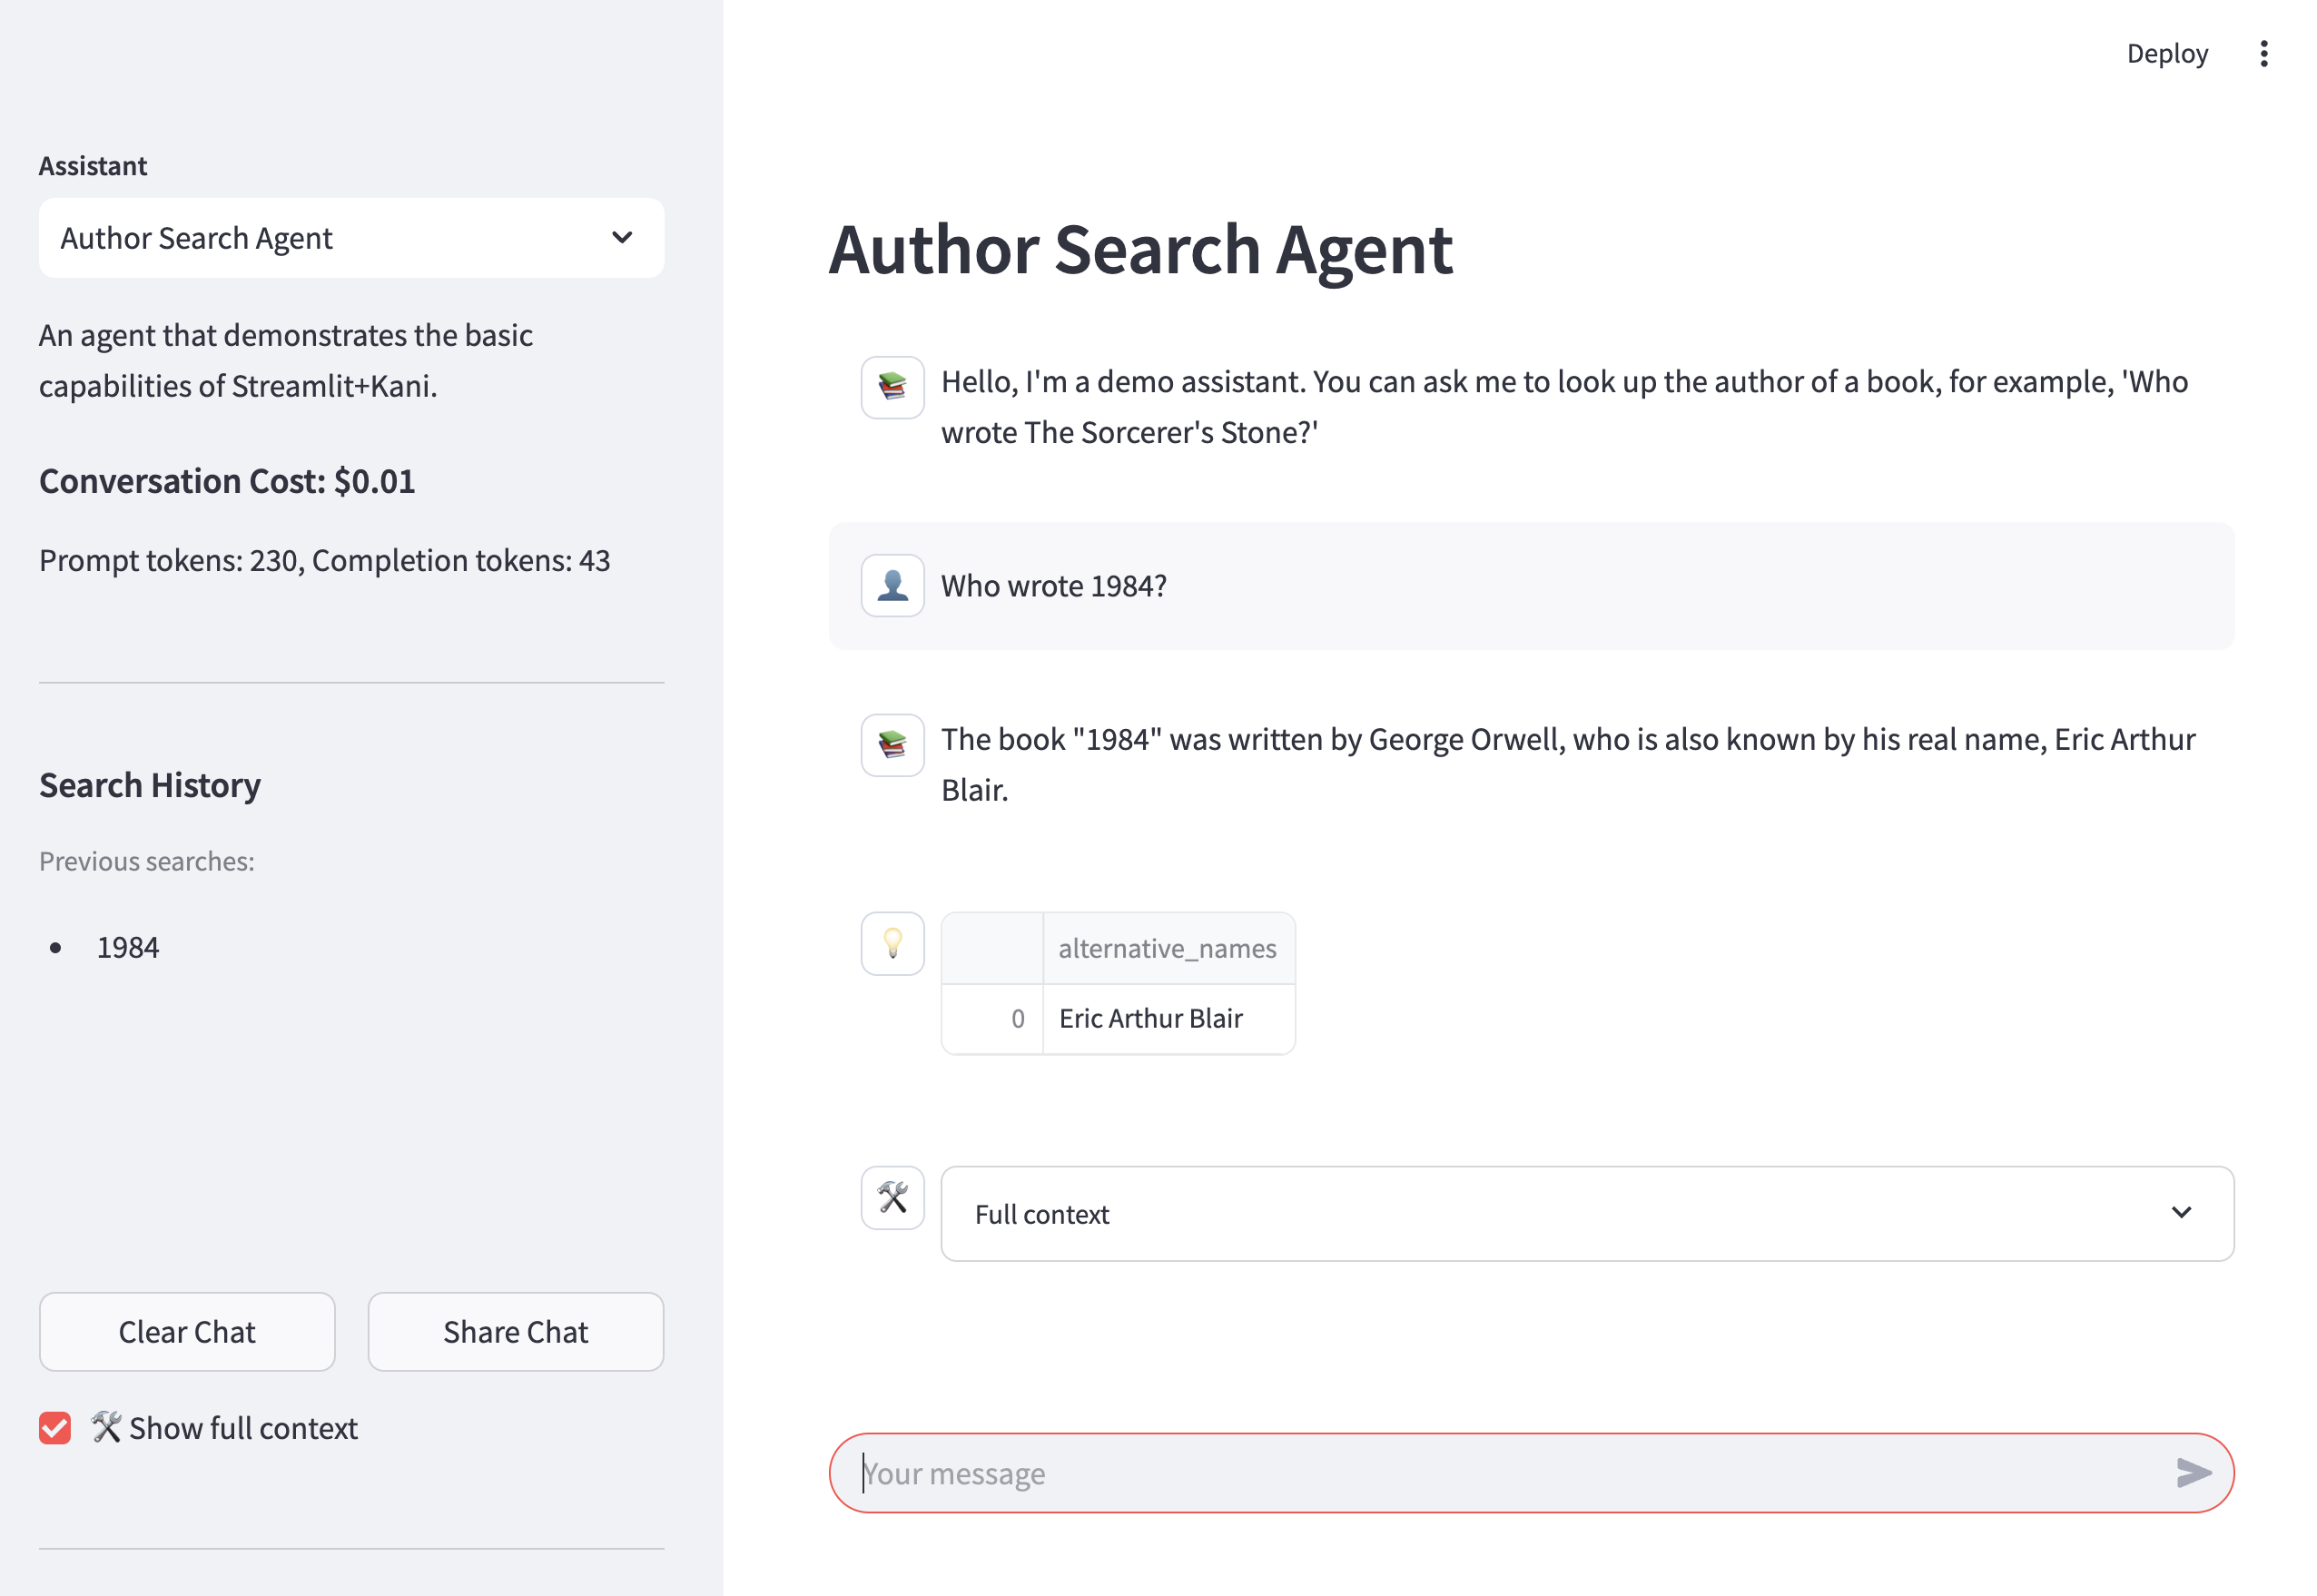 Deploy
Assistant
Author Search Agent
An agent that demonstrates the basic
capabilities of Streamlit+Kani.
Conversation Cost: $0.01
Prompt tokens: 230, Completion tokens: 43
Search History
Previous searches:
1984
Clear Chat
Share Chat
Show full context
Author Search Agent
Hello, I'm a demo assistant. You can ask me to look up the author of a book, for example, 'Who
wrote The Sorcerer's Stone?'
Who wrote 1984?
The book "1984" was written by George Orwell, who is also known by his real name, Eric Arthur
Blair.
alternative_names
0 Eric Arthur Blair
Full context
Your message